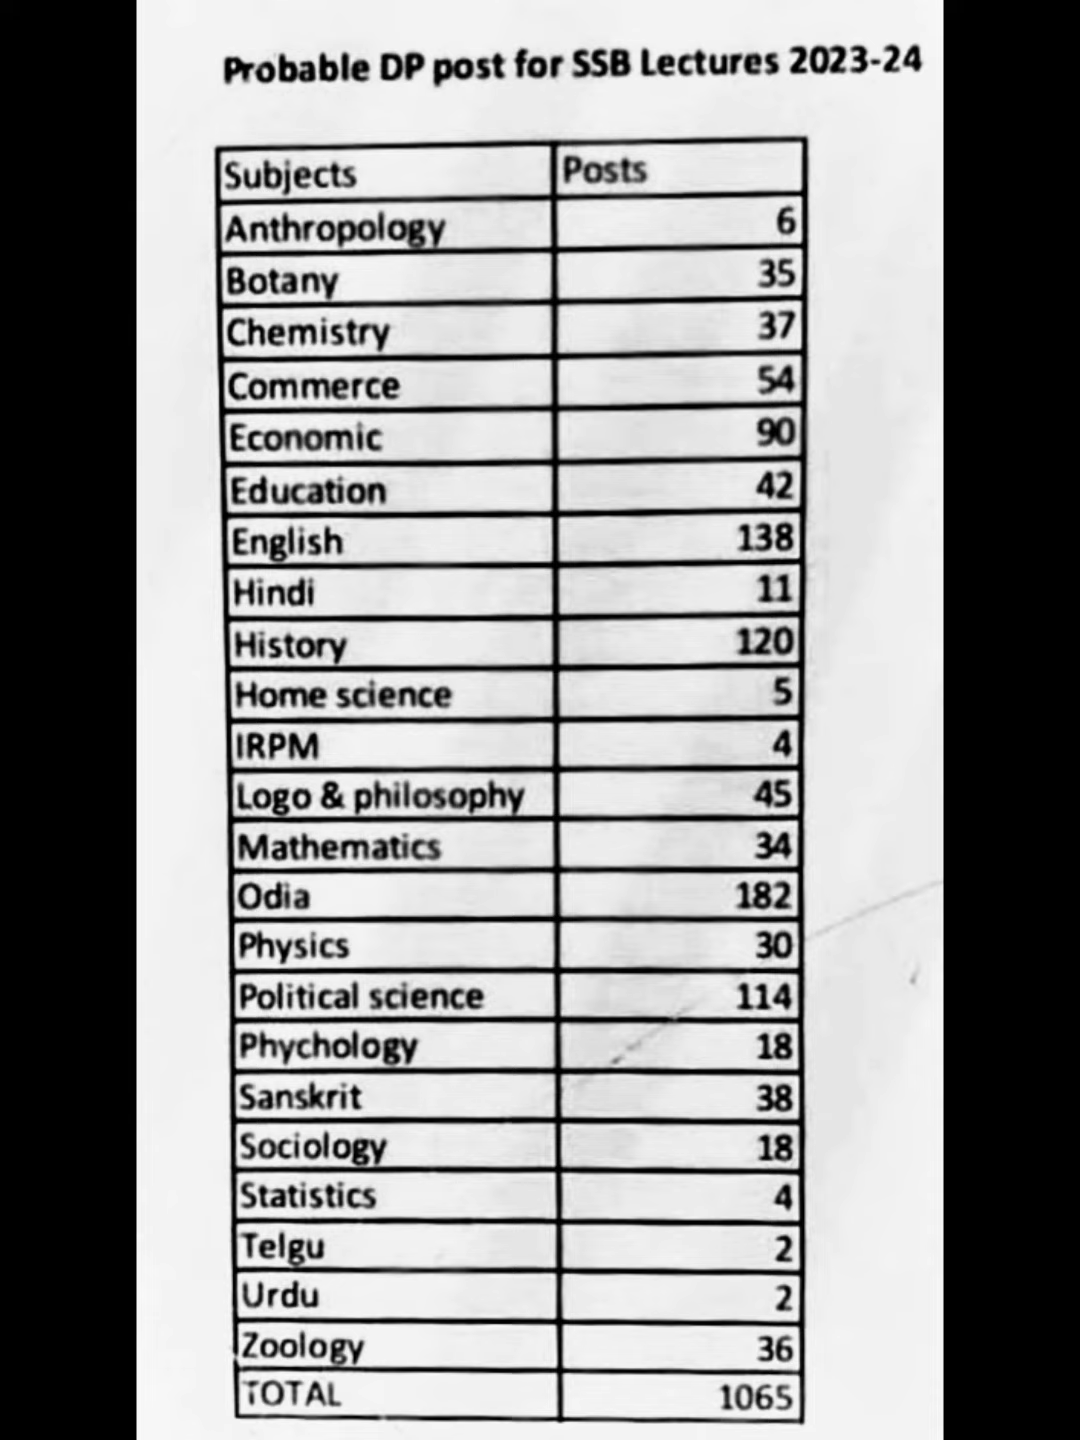 Probable DP post for SSB Lectures 2023-24
Subjects Posts
Anthropology 6
Botany 35
Chemistry 37
Commerce 54
Economic 90
Education 42
English 138
Hindi 11
History 120
Home science 5
IRPM 4
Logo & philosophy 45
Mathematics 34
Odia 182
Physics 30
Political science 114
Phychology 18
Sanskrit 38
Sociology 18
Statistics 4
Telgu 2
Urdu 2
Zoology 36
TOTAL 1065